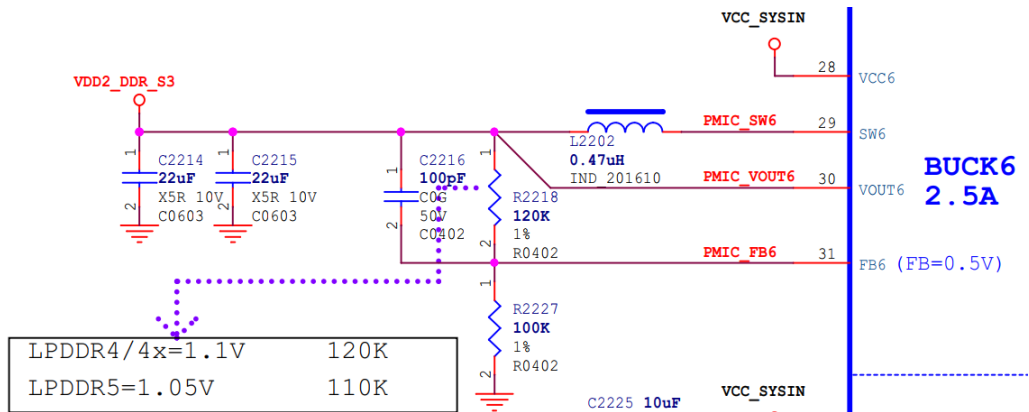 VCC_SYSIN
28
VCC6
VDD2_DDR_S3
PMIC_SW6
29
SW6
L2202
0.47uH
IND_201610
1
C2214
22uF
X5R 10V
C0603
2
1
C2215
22uF
X5R 10V
C0603
2
1
C2216
100pF
C0G
50V
C0402
2
1
R2218
120K
1%
R0402
2
PMIC_VOUT6
30
VOUT6
BUCK6
2.5A
PMIC_FB6
31
FB6 (FB=0.5V)
1
R2227
100K
1%
R0402
2
LPDDR4/4x=1.1V 120K
LPDDR5=1.05V 110K
C2225 10uF
VCC_SYSIN